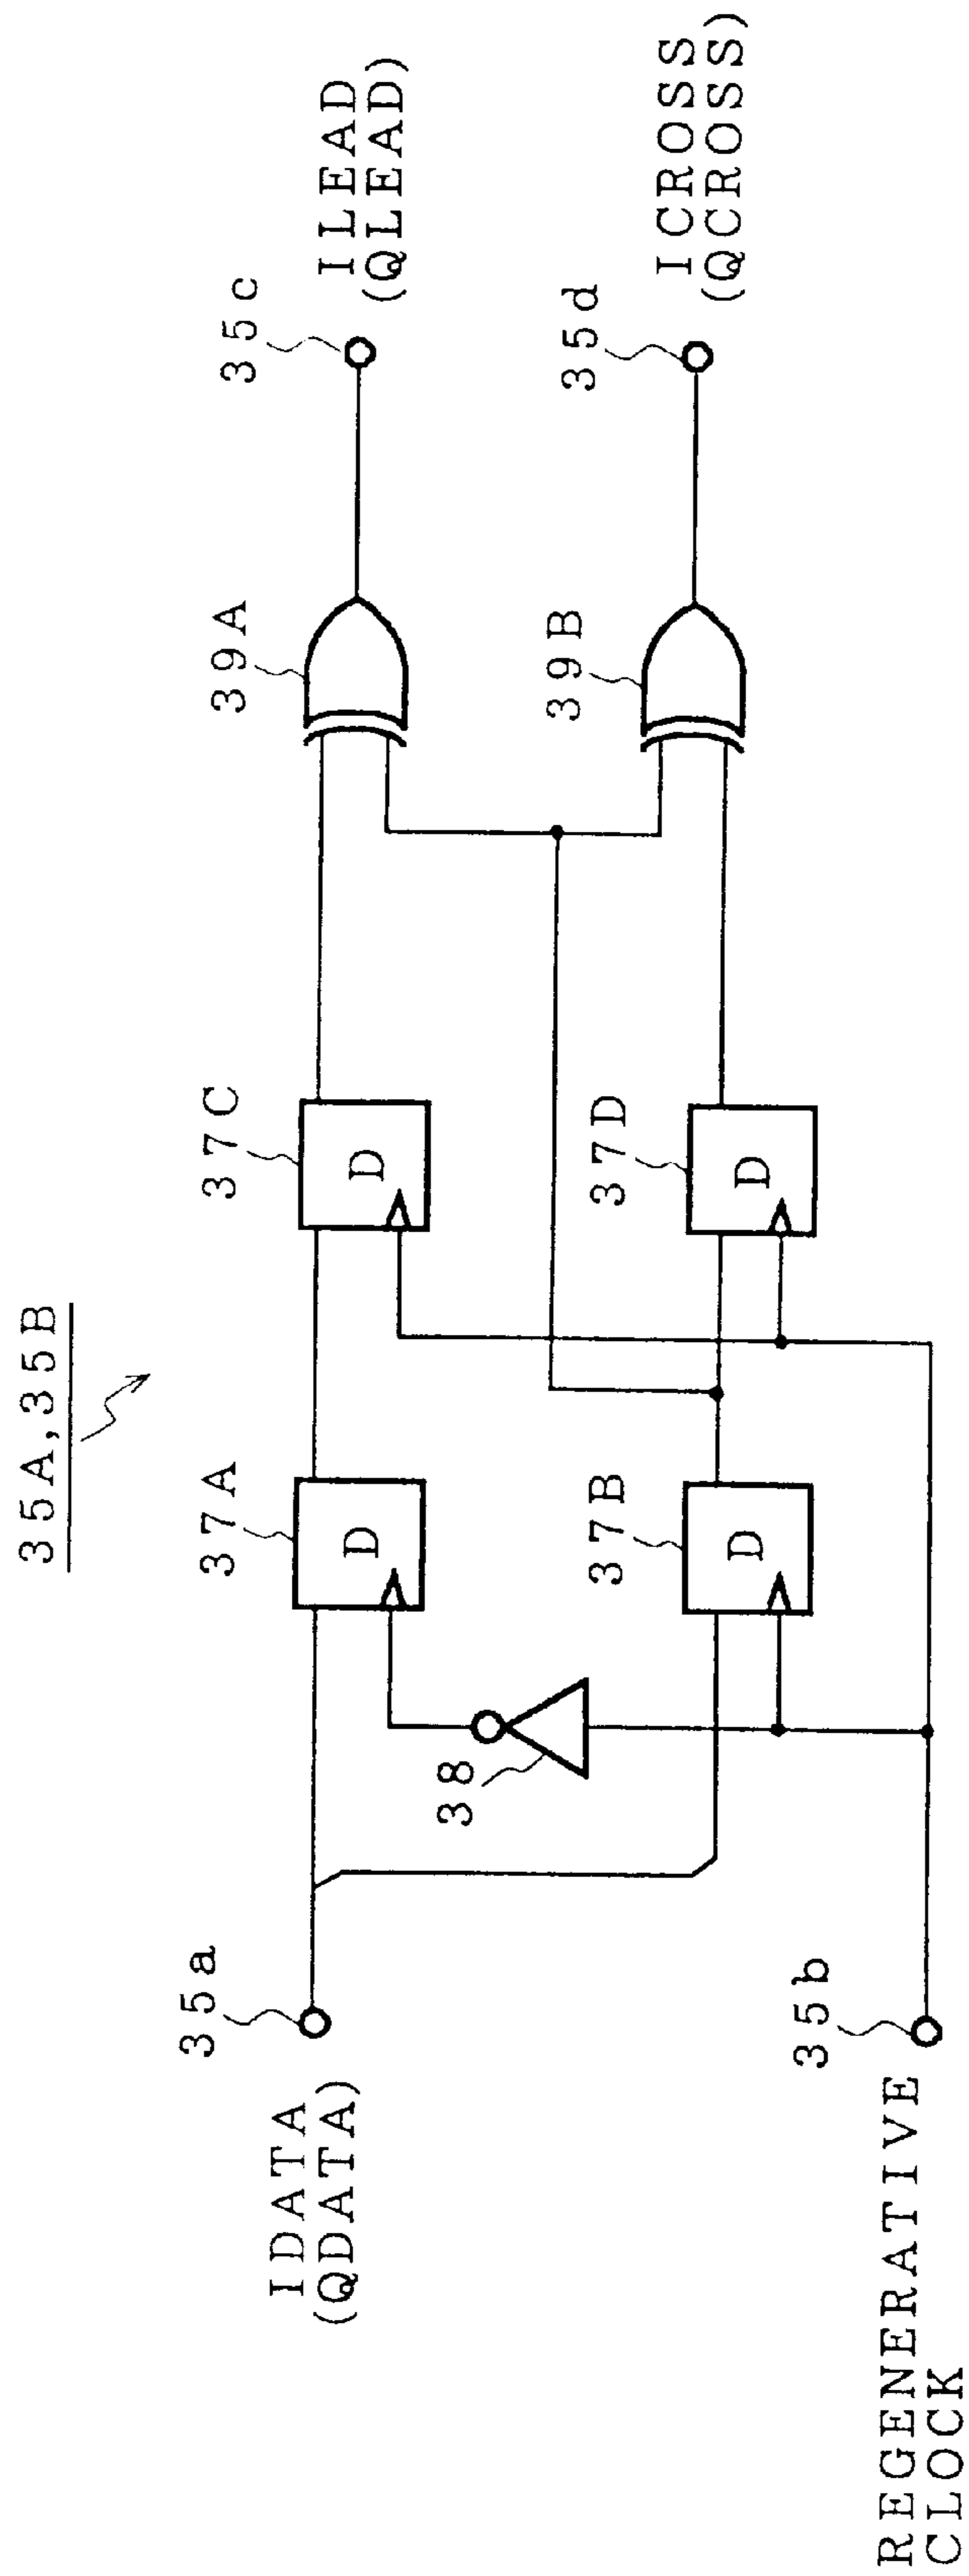 35A,35B
35a
IDATA
(QDATA)
37A
D
37C
D
39A
35c
ILEAD
(QLEAD)
38
37B
D
37D
D
39B
35d
ICROSS
(QCROSS)
35b
REGENERATIVE
CLOCK